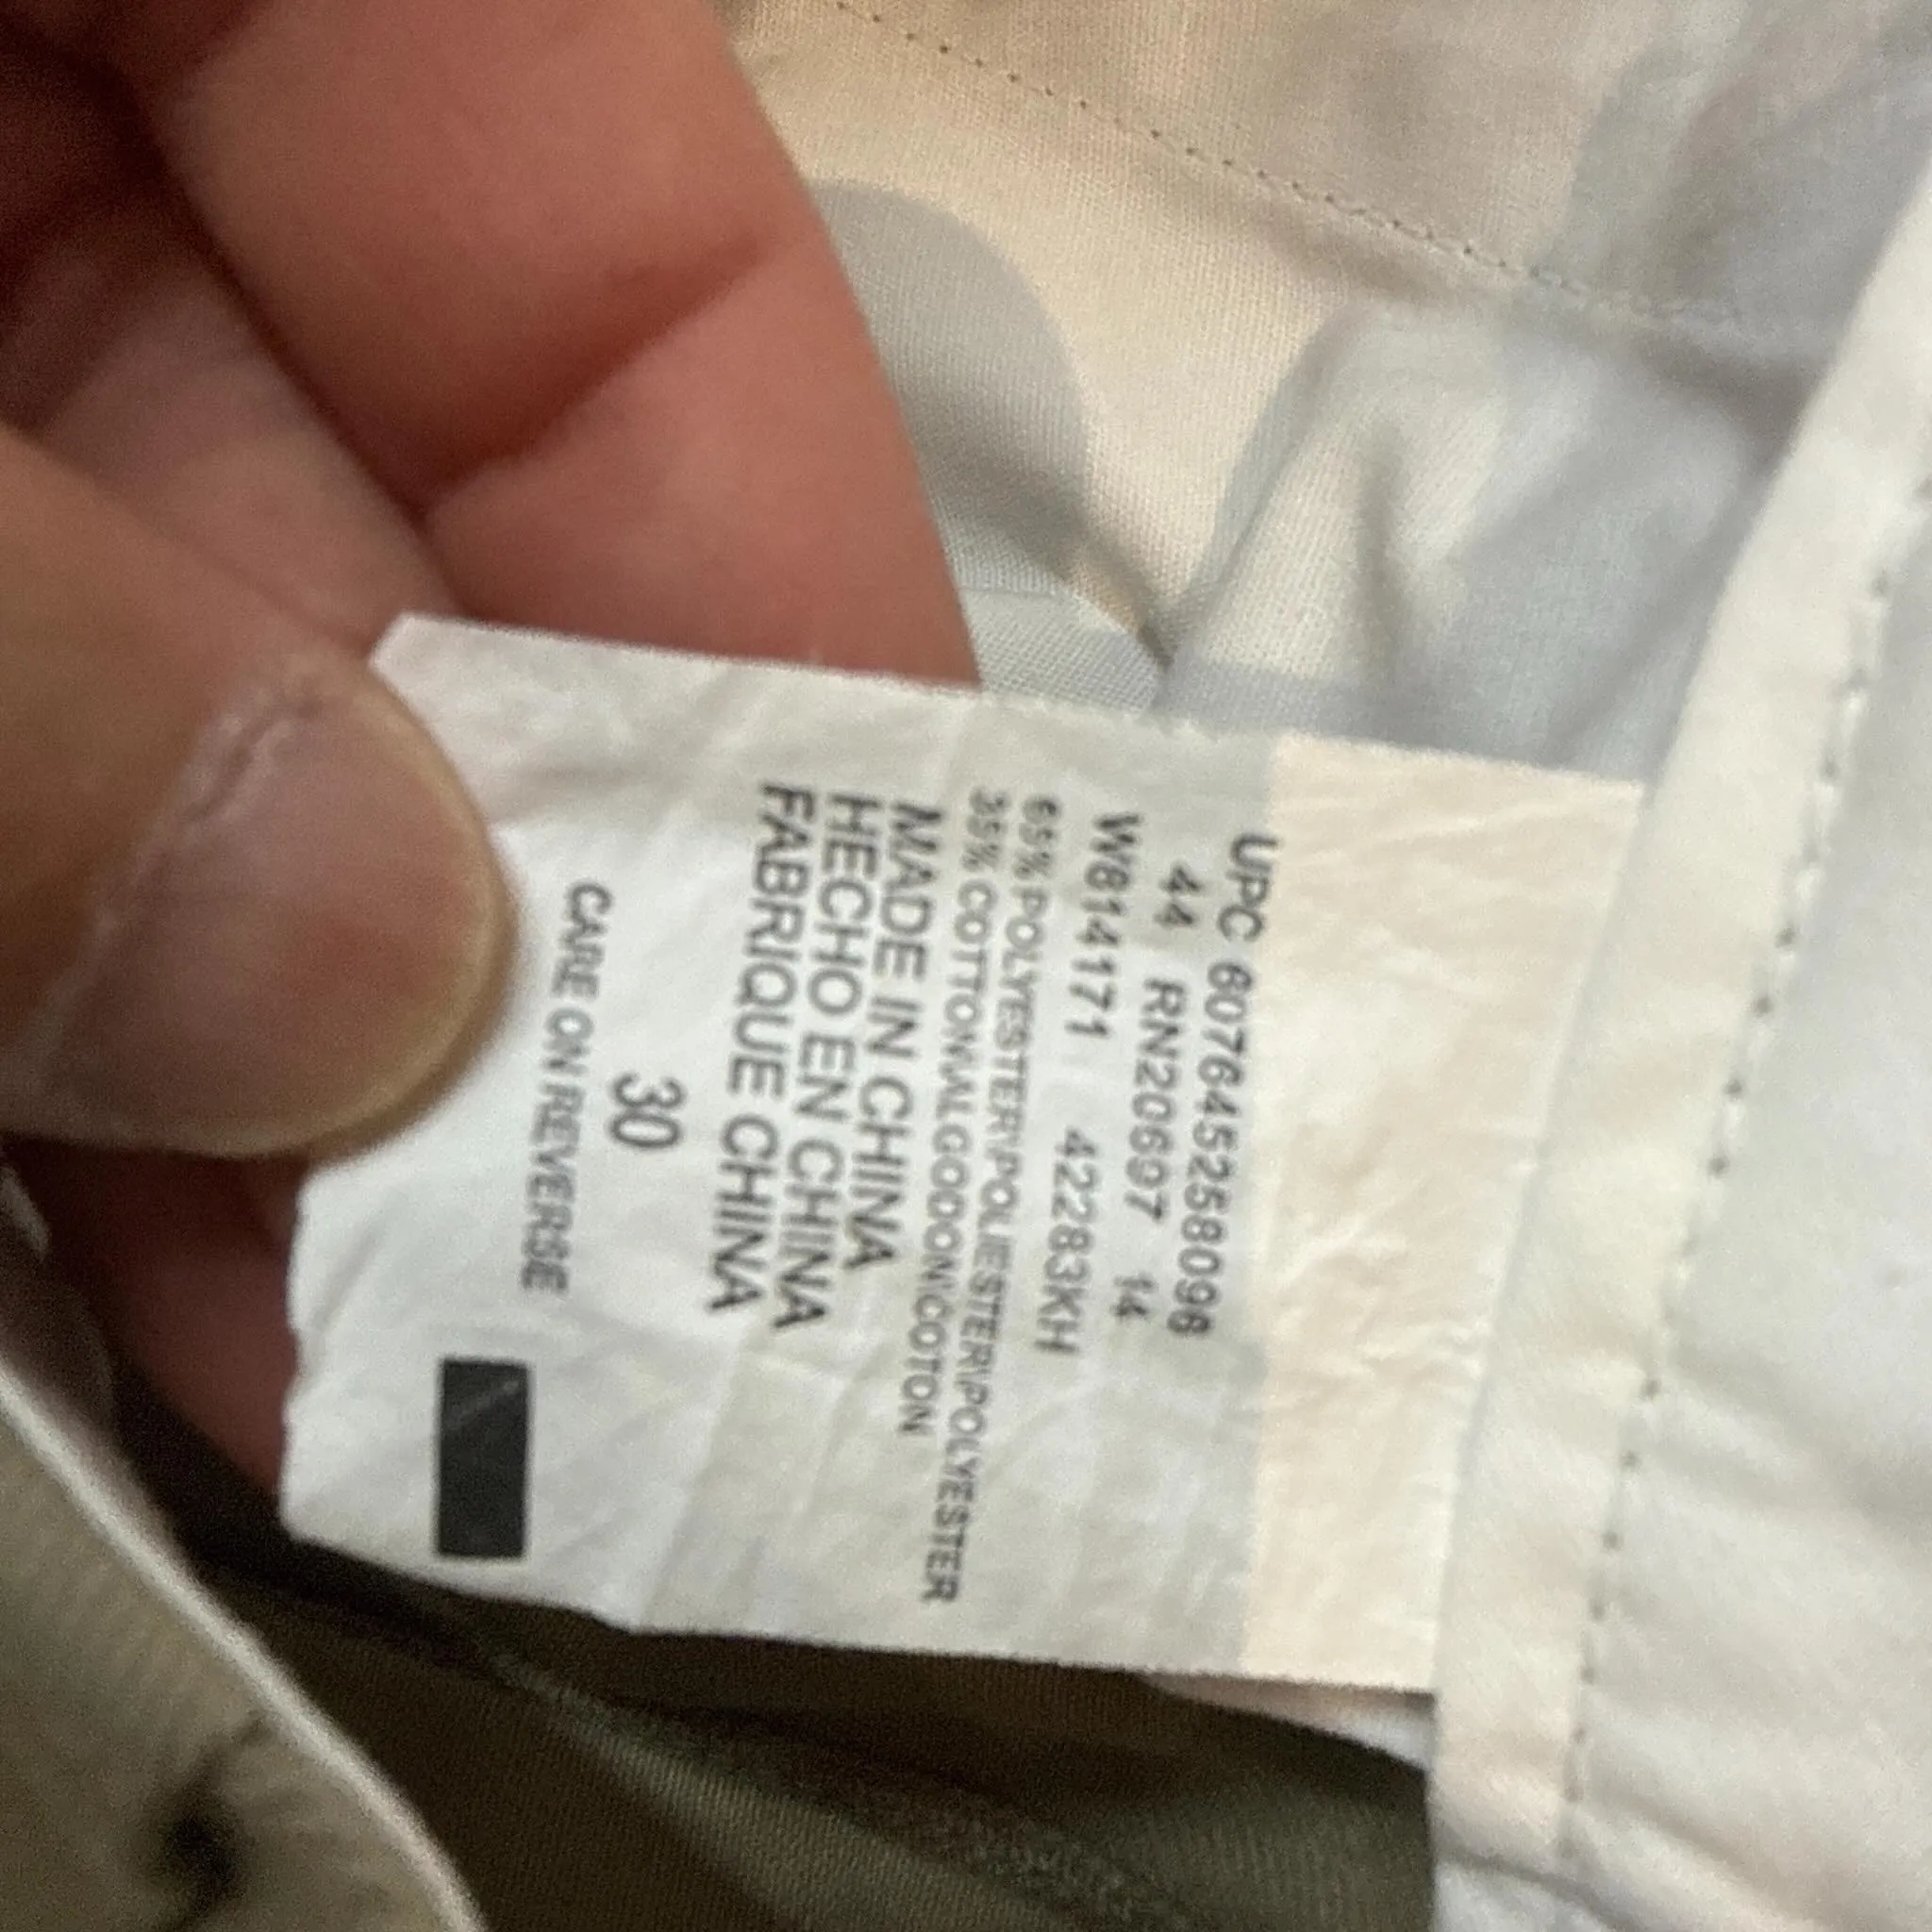 UPC 607645258098
44 RN20697 14
W814171 42283KH
65% POLYESTER\POLIESTER\POLYESTER
35% COTTON\ALGODON\COTON
MADE IN CHINA
HECHO EN CHINA
FABRIQUE CHINA
30
CARE ON REVERSE